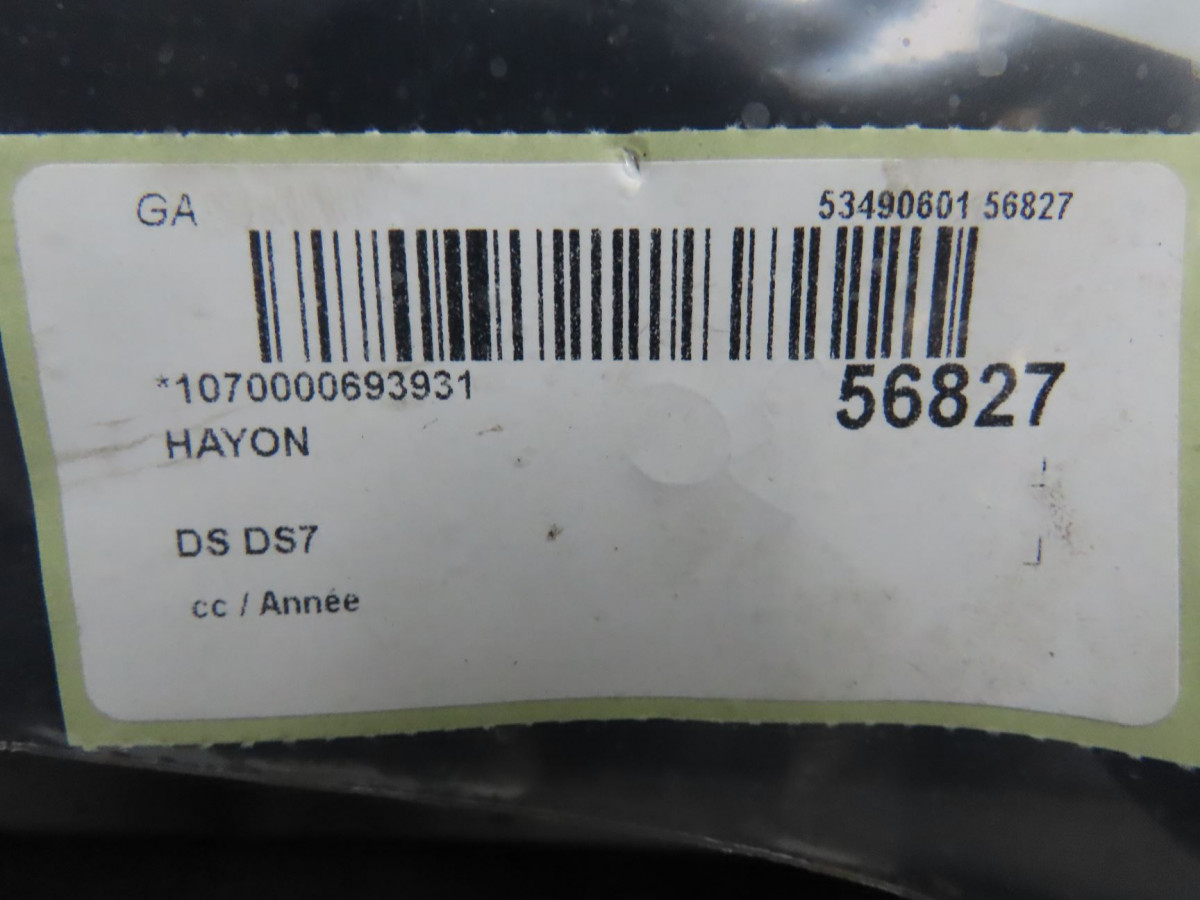 GA
53490601 56827
*1070000693931
56827
HAYON
DS DS7
cc / Année